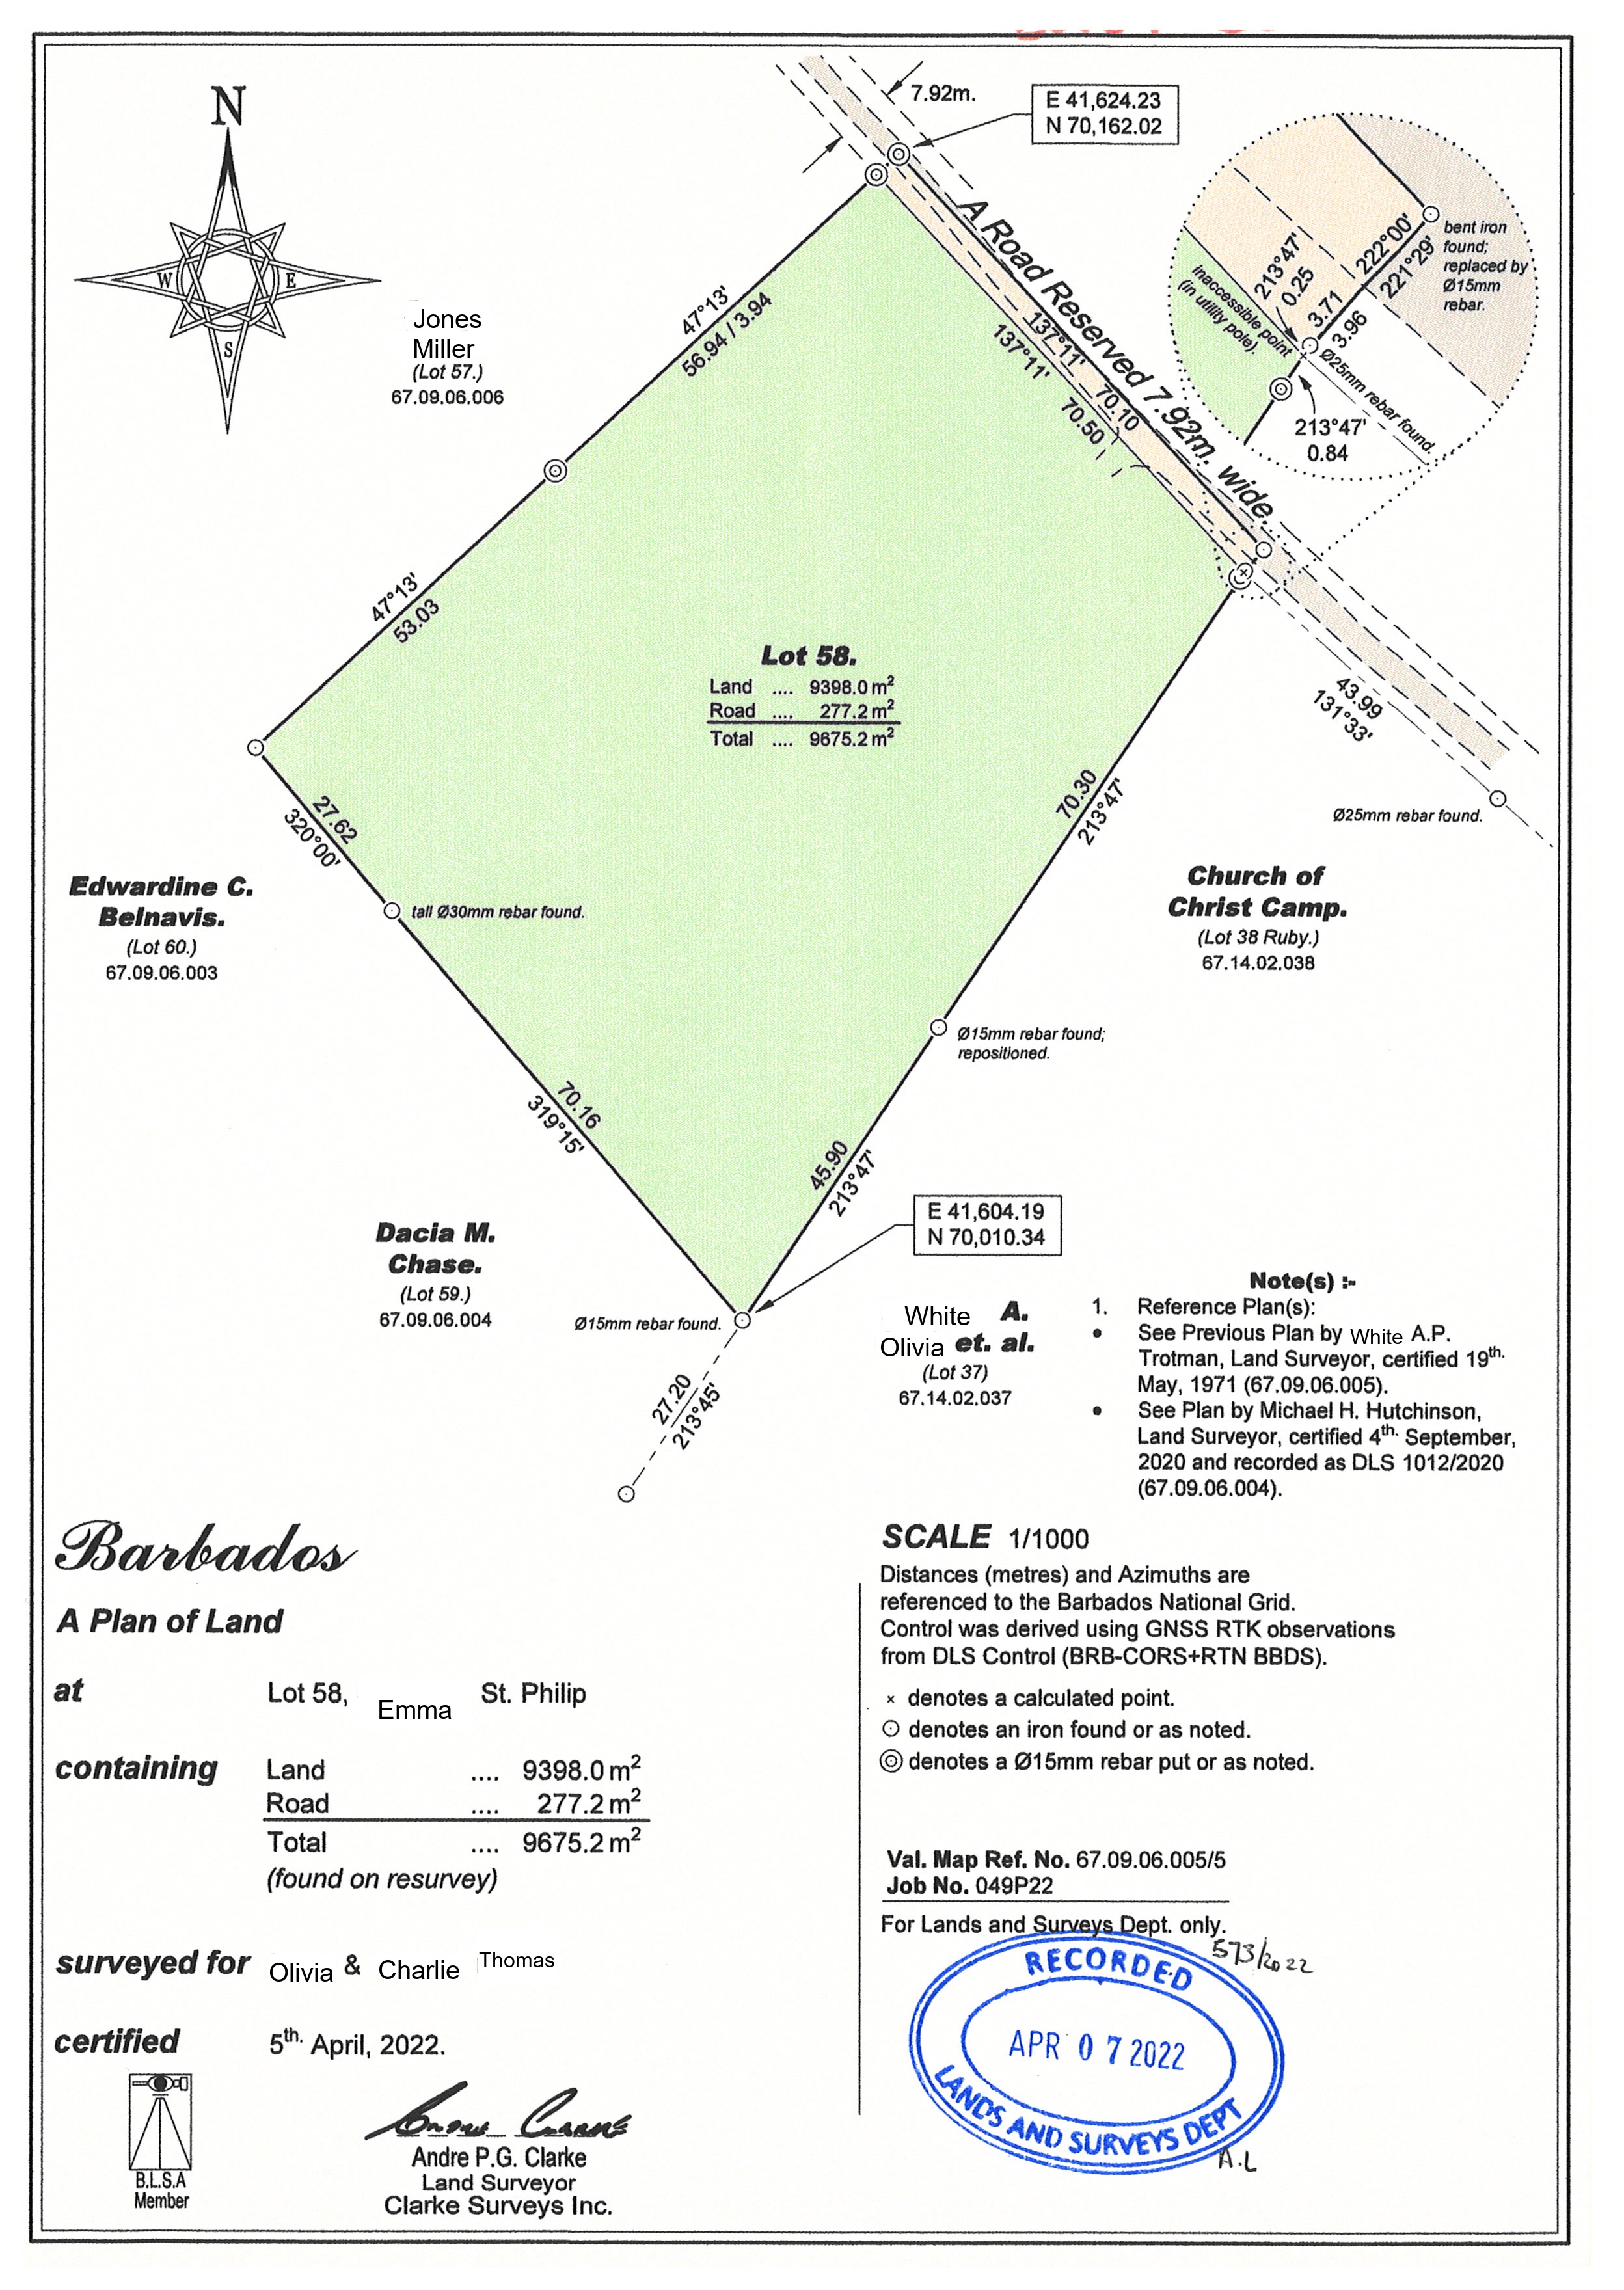 N
W
E
S
7.92m.
E 41,624.23
N 70,162.02
A Road Reserved 7.92m. wide.
137°11'
70.10
137°11'
70.50
222°00'
221°29'
213°47'
0.25
3.71
3.96
inaccessible point
(in utility pole).
bent iron
found;
replaced by
Ø15mm
rebar.
Ø25mm rebar found.
213°47'
0.84
Jones
Miller
(Lot 57.)
67.09.06.006
47°13'
56.94 / 3.94
47°13'
53.03
Lot 58.
Land .... 9398.0 m²
Road .... 277.2 m²
Total .... 9675.2 m²
43.99
131°33'
Ø25mm rebar found.
70.30
213°47'
27.62
320°00'
Edwardine C.
Belnavis.
(Lot 60.)
67.09.06.003
tall Ø30mm rebar found.
Church of
Christ Camp.
(Lot 38 Ruby.)
67.14.02.038
Ø15mm rebar found;
repositioned.
70.16
319°15'
45.90
213°47'
E 41,604.19
N 70,010.34
Dacia M.
Chase.
(Lot 59.)
67.09.06.004
Ø15mm rebar found.
27.20
213°45'
White A.
Olivia et. al.
(Lot 37)
67.14.02.037
Note(s) :-
1. Reference Plan(s):
• See Previous Plan by White A.P.
Trotman, Land Surveyor, certified 19th.
May, 1971 (67.09.06.005).
• See Plan by Michael H. Hutchinson,
Land Surveyor, certified 4th. September,
2020 and recorded as DLS 1012/2020
(67.09.06.004).
Barbados
A Plan of Land
at Lot 58, Emma St. Philip
containing Land .... 9398.0 m²
Road .... 277.2 m²
Total .... 9675.2 m²
(found on resurvey)
surveyed for Olivia & Charlie Thomas
certified 5th. April, 2022.
B.L.S.A
Member
Andre P.G. Clarke
Land Surveyor
Clarke Surveys Inc.
SCALE 1/1000
Distances (metres) and Azimuths are
referenced to the Barbados National Grid.
Control was derived using GNSS RTK observations
from DLS Control (BRB-CORS+RTN BBDS).
× denotes a calculated point.
denotes an iron found or as noted.
denotes a Ø15mm rebar put or as noted.
Val. Map Ref. No. 67.09.06.005/5
Job No. 049P22
For Lands and Surveys Dept. only.
573/2022
RECORDED
APR 07 2022
LANDS AND SURVEYS DEPT
A.L